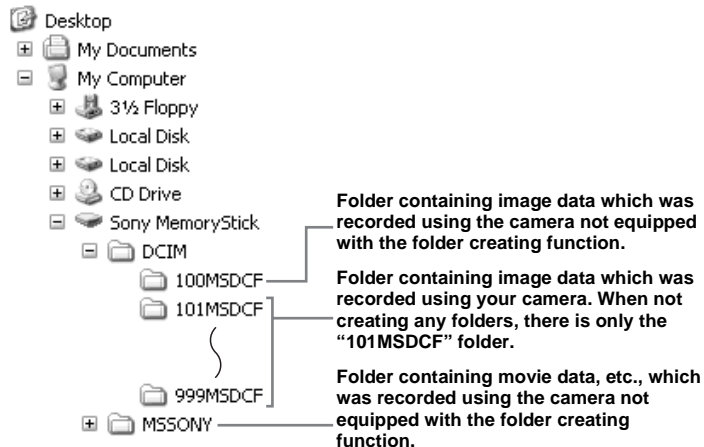 Desktop
My Documents
My Computer
3½ Floppy
Local Disk
Local Disk
CD Drive
Sony MemoryStick
DCIM
100MSDCF
101MSDCF
999MSDCF
MSSONY
Folder containing image data which was
recorded using the camera not equipped
with the folder creating function.
Folder containing image data which was
recorded using your camera. When not
creating any folders, there is only the
“101MSDCF” folder.
Folder containing movie data, etc., which
was recorded using the camera not
equipped with the folder creating
function.